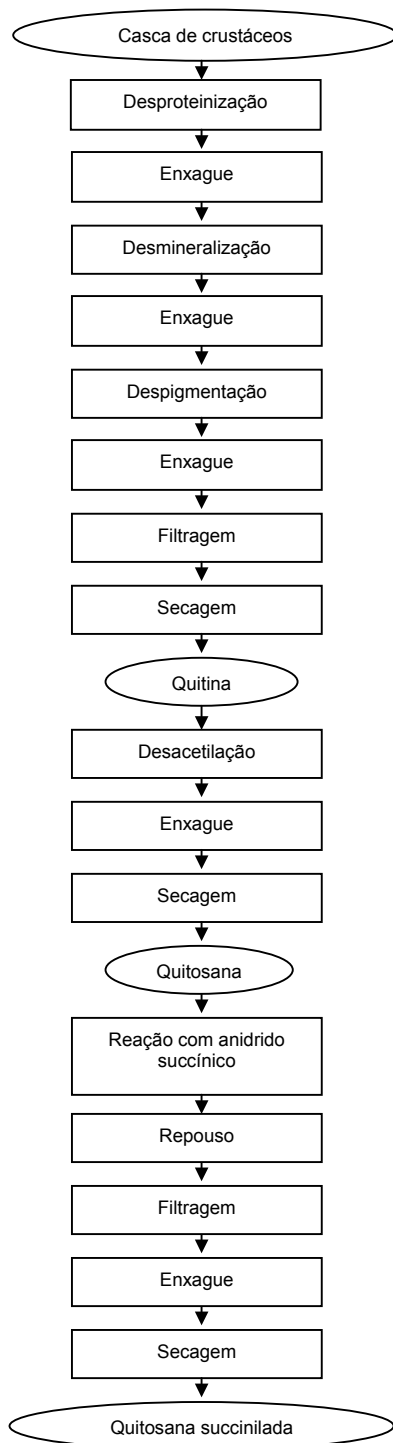 Casca de crustáceos
Desproteinização
Enxague
Desmineralização
Enxague
Despigmentação
Enxague
Filtragem
Secagem
Quitina
Desacetilação
Enxague
Secagem
Quitosana
Reação com anidrido
succínico
Repouso
Filtragem
Enxague
Secagem
Quitosana succinilada